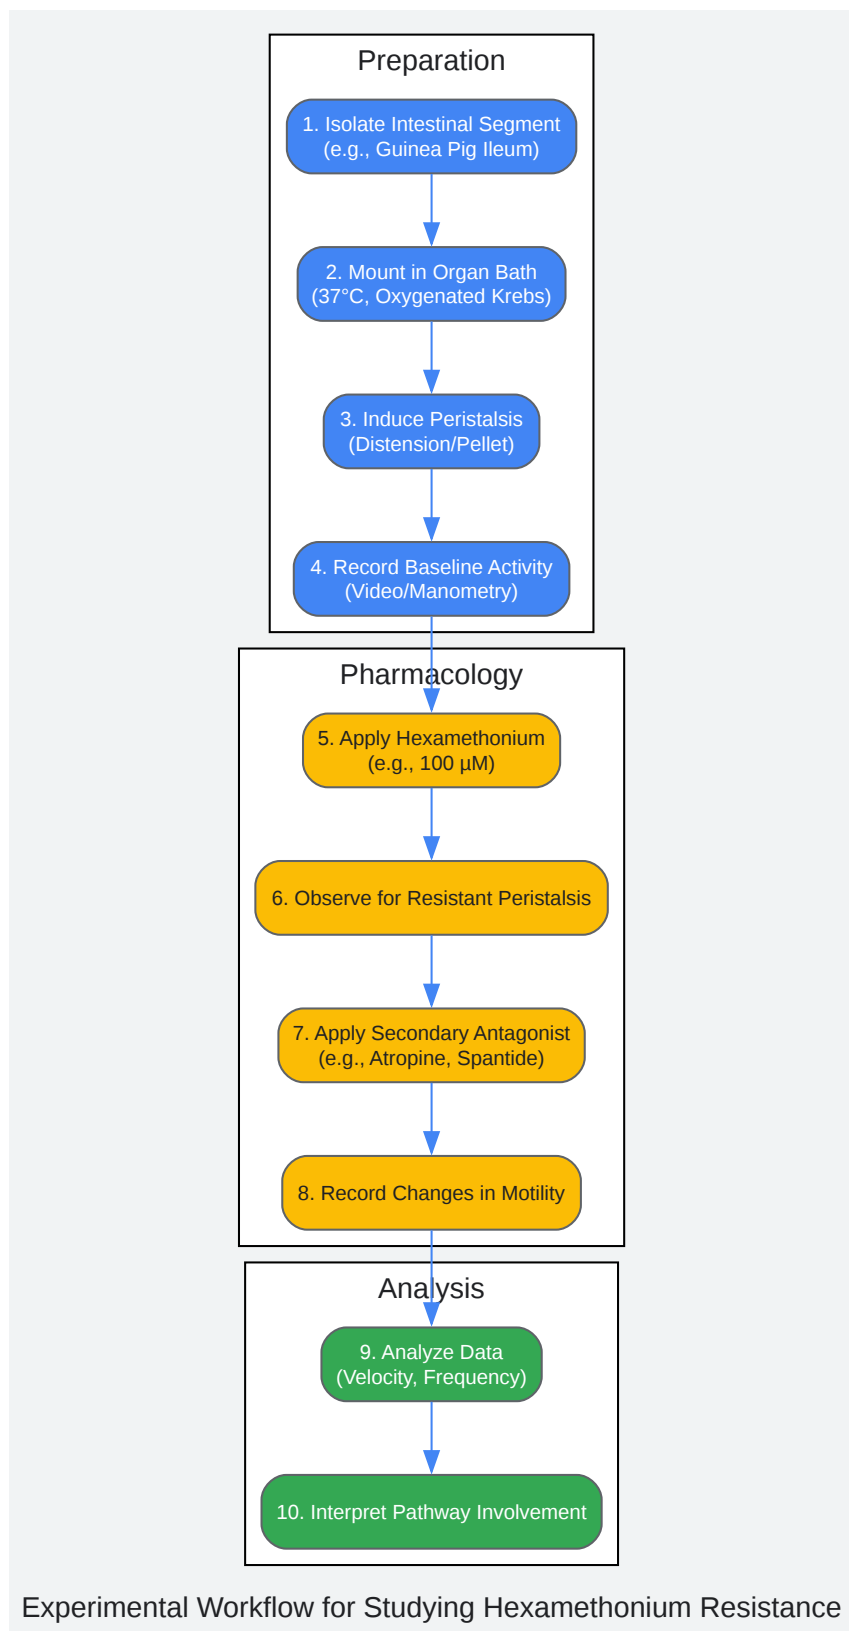 Preparation
1. Isolate Intestinal Segment
(e.g., Guinea Pig Ileum)
2. Mount in Organ Bath
(37°C, Oxygenated Krebs)
3. Induce Peristalsis
(Distension/Pellet)
4. Record Baseline Activity
(Video/Manometry)
Pharmacology
5. Apply Hexamethonium
(e.g., 100 µM)
6. Observe for Resistant Peristalsis
7. Apply Secondary Antagonist
(e.g., Atropine, Spantide)
8. Record Changes in Motility
Analysis
9. Analyze Data
(Velocity, Frequency)
10. Interpret Pathway Involvement
Experimental Workflow for Studying Hexamethonium Resistance